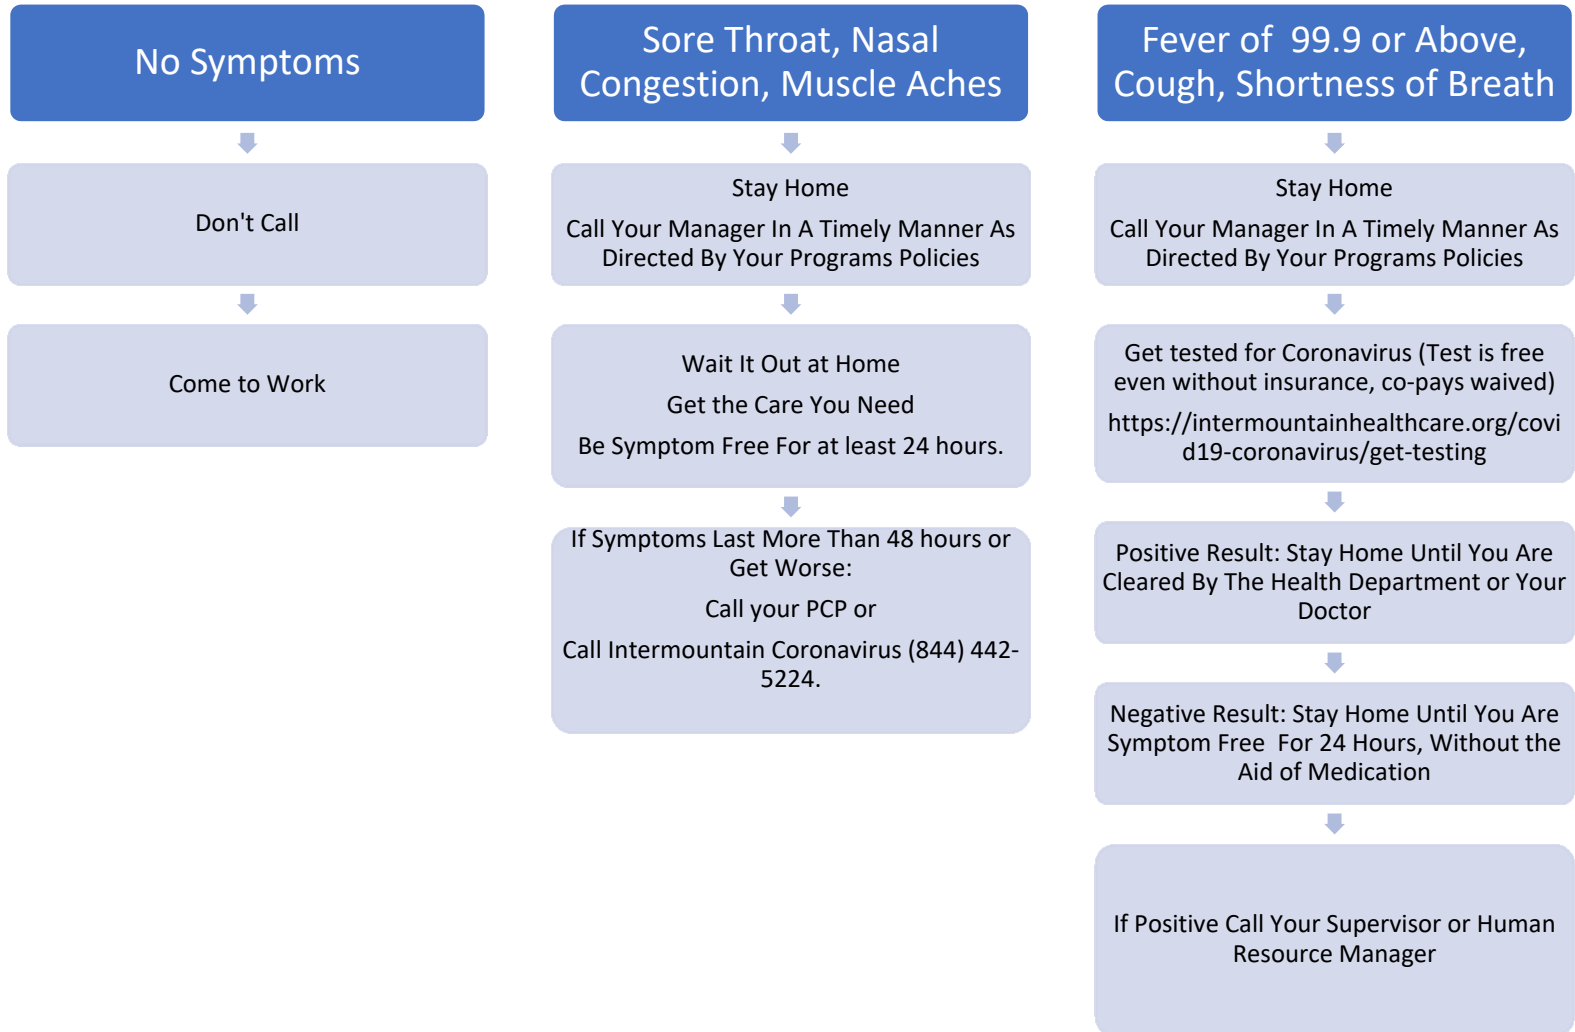 No Symptoms
Don't Call
Come to Work
Sore Throat, Nasal
Congestion, Muscle Aches
Stay Home
Call Your Manager In A Timely Manner As
Directed By Your Programs Policies
Wait It Out at Home
Get the Care You Need
Be Symptom Free For at least 24 hours.
If Symptoms Last More Than 48 hours or
Get Worse:
Call your PCP or
Call Intermountain Coronavirus (844) 442-
5224.
Fever of  99.9 or Above,
Cough, Shortness of Breath
Stay Home
Call Your Manager In A Timely Manner As
Directed By Your Programs Policies
Get tested for Coronavirus (Test is free
even without insurance, co-pays waived)
https://intermountainhealthcare.org/covi
d19-coronavirus/get-testing
Positive Result: Stay Home Until You Are
Cleared By The Health Department or Your
Doctor
Negative Result: Stay Home Until You Are
Symptom Free  For 24 Hours, Without the
Aid of Medication
If Positive Call Your Supervisor or Human
Resource Manager